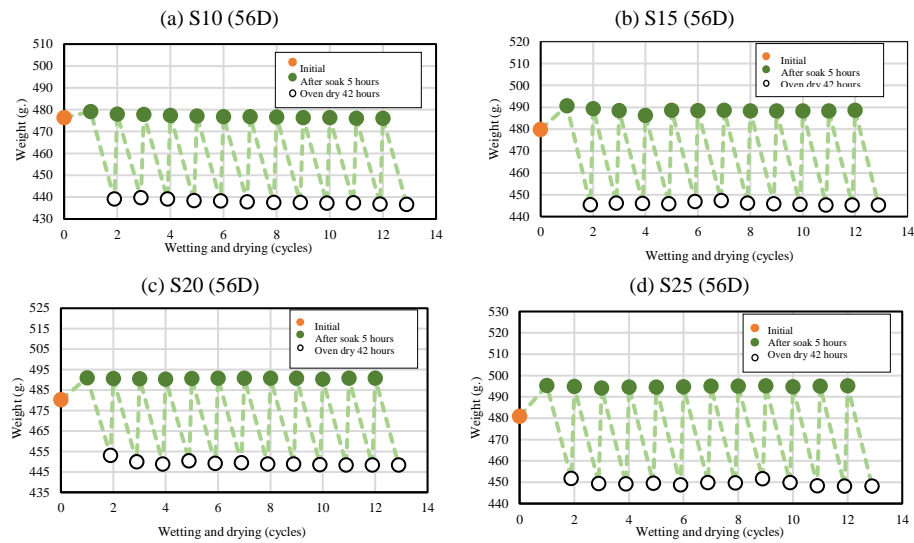 (a) S10 (56D)
510
500
490
480
470
460
450
440
430
Weight (g.)
0 2 4 6 8 10 12 14
Wetting and drying (cycles)
Initial
After soak 5 hours
Oven dry 42 hours
(b) S15 (56D)
520
510
500
490
480
470
460
450
440
Weight (g.)
0 2 4 6 8 10 12 14
Wetting and drying (cycles)
Initial
After soak 5 hours
Oven dry 42 hours
(c) S20 (56D)
525
515
505
495
485
475
465
455
445
435
Weight (g.)
0 2 4 6 8 10 12 14
Wetting and drying (cycles)
Initial
After soak 5 hours
Oven dry 42 hours
(d) S25 (56D)
530
520
510
500
490
480
470
460
450
440
Weight (g.)
0 2 4 6 8 10 12 14
Wetting and drying (cycles)
Initial
After soak 5 hours
Oven dry 42 hours